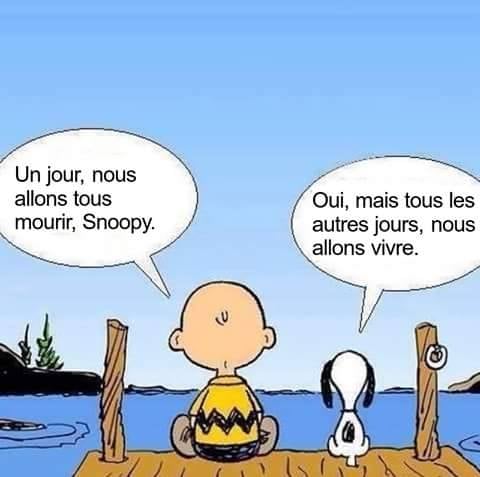 Un jour, nous
allons tous
mourir, Snoopy.
Oui, mais tous les
autres jours, nous
allons vivre.